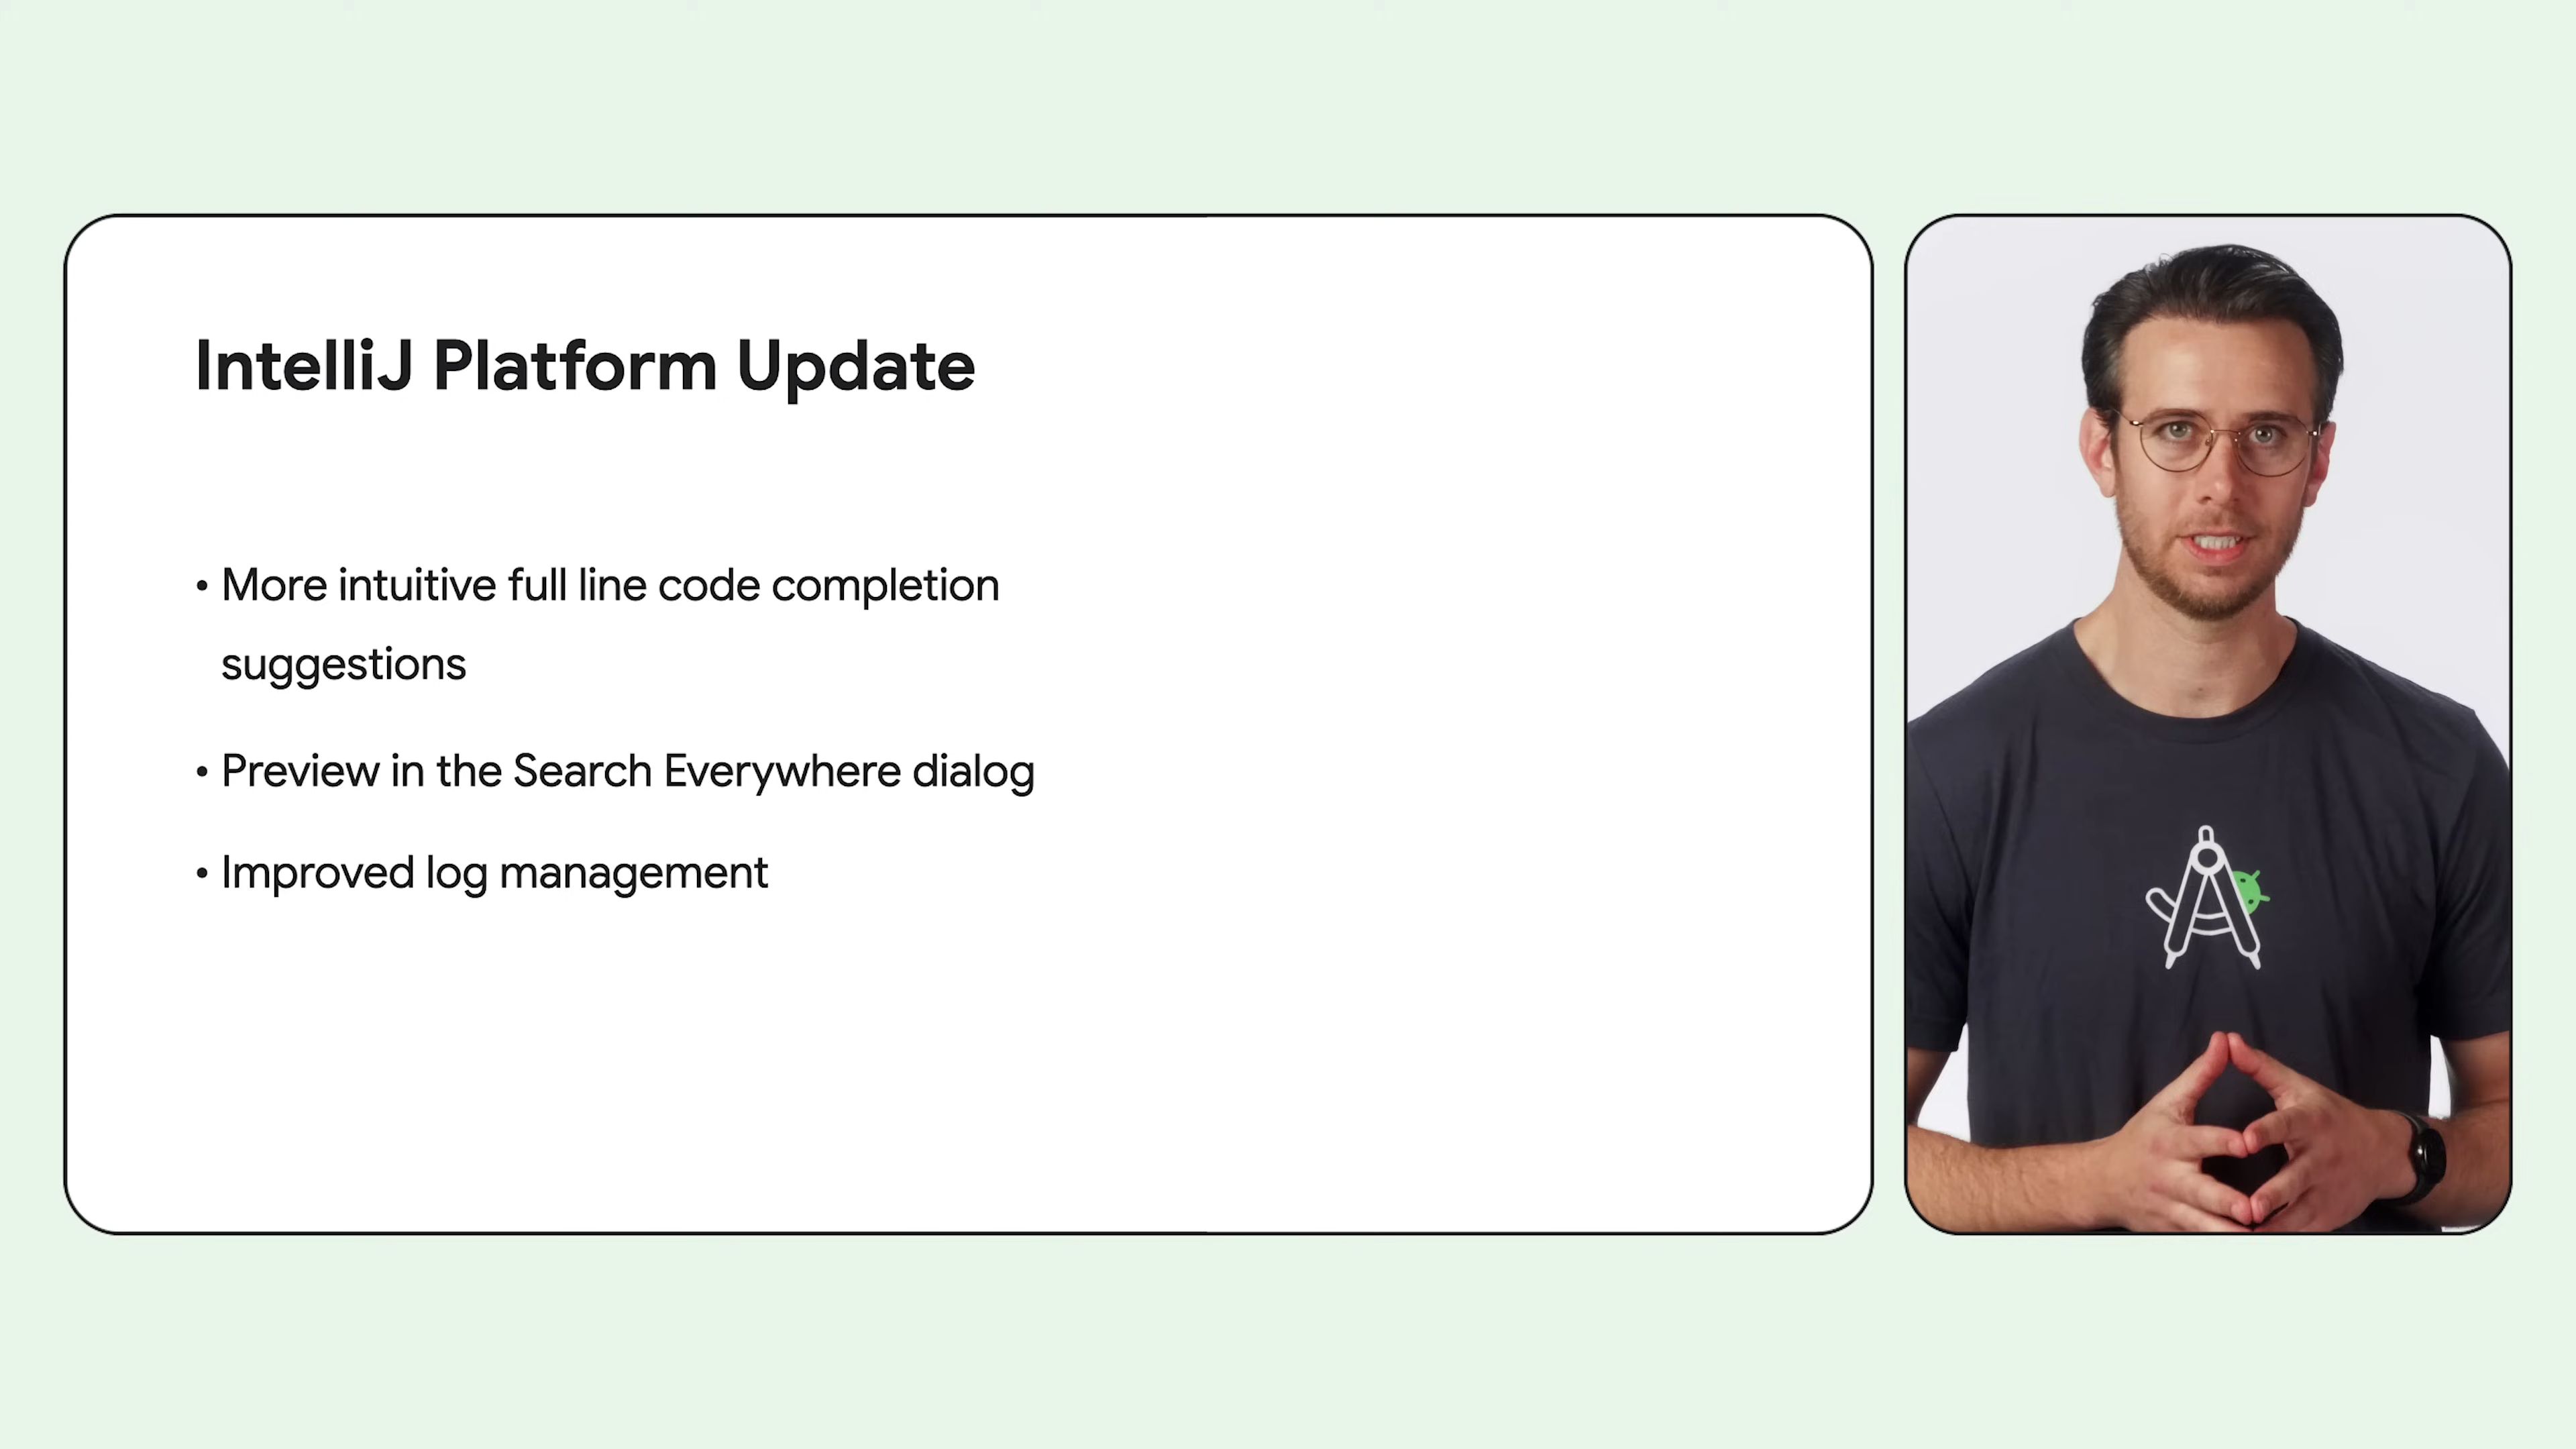 IntelliJ Platform Update
• More intuitive full line code completion
suggestions
• Preview in the Search Everywhere dialog
• Improved log management